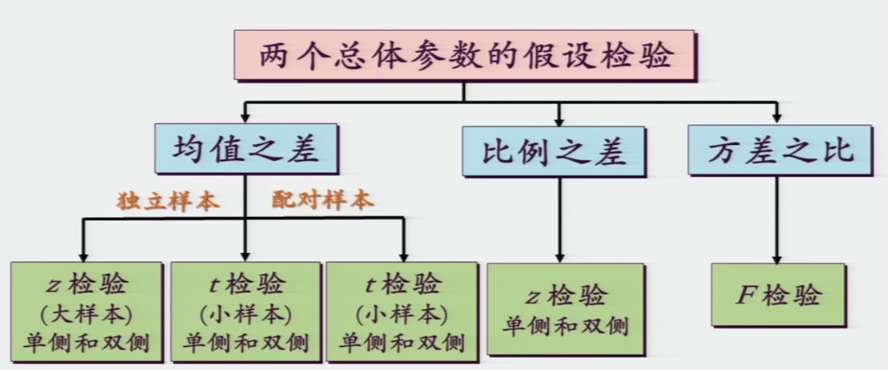 两个总体参数的假设检验
均值之差
比例之差
方差之比
独立样本
配对样本
z 检验
(大样本)
单侧和双侧
t 检验
(小样本)
单侧和双侧
t 检验
(小样本)
单侧和双侧
z 检验
单侧和双侧
F 检验